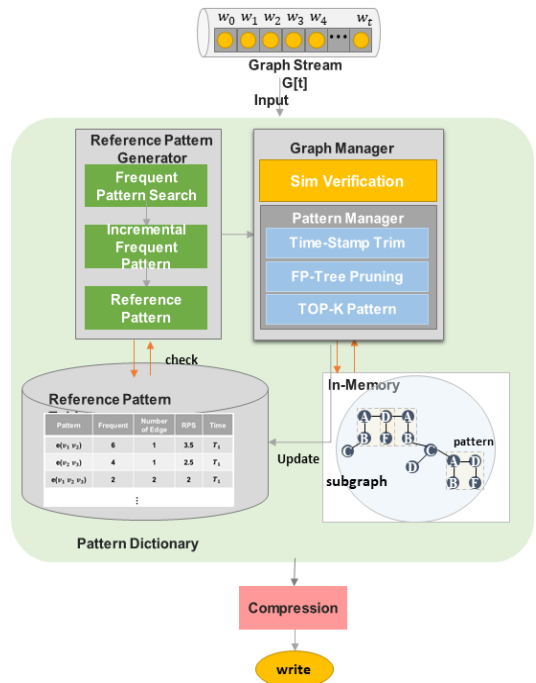 w₀ w₁ w₂ w₃ w₄ wₜ
...
Graph Stream
G[t]
Input
Reference Pattern
Generator
Frequent
Pattern Search
Incremental
Frequent
Pattern
Reference
Pattern
Graph Manager
Sim Verification
Pattern Manager
Time-Stamp Trim
FP-Tree Pruning
TOP-K Pattern
check
Reference Pattern
Pattern Frequent Number of Edge RPS Time
e(v₁ v₂) 6 1 3.5 T₁
e(v₂ v₃) 4 1 2.5 T₁
e(v₁ v₂ v₃) 2 2 2 T₁
⋮
Update
In-Memory
A D A
B F B
C
C
D
pattern
A D
B F
subgraph
Pattern Dictionary
Compression
write